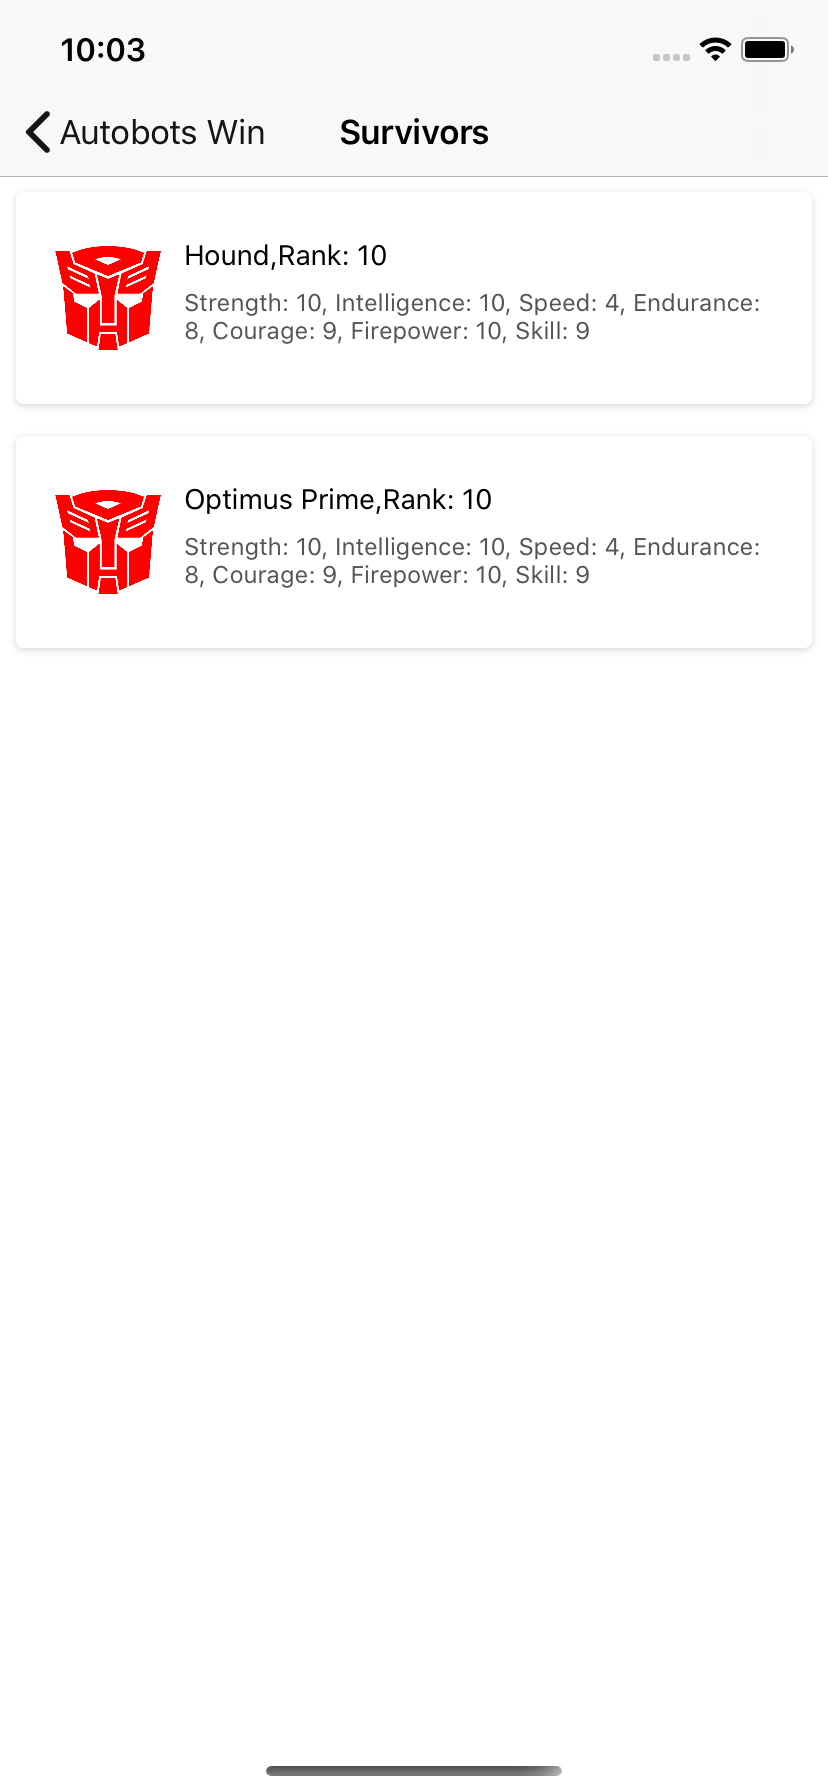 10:03
Autobots Win
Survivors
Hound,Rank: 10
Strength: 10, Intelligence: 10, Speed: 4, Endurance:
8, Courage: 9, Firepower: 10, Skill: 9
Optimus Prime,Rank: 10
Strength: 10, Intelligence: 10, Speed: 4, Endurance:
8, Courage: 9, Firepower: 10, Skill: 9